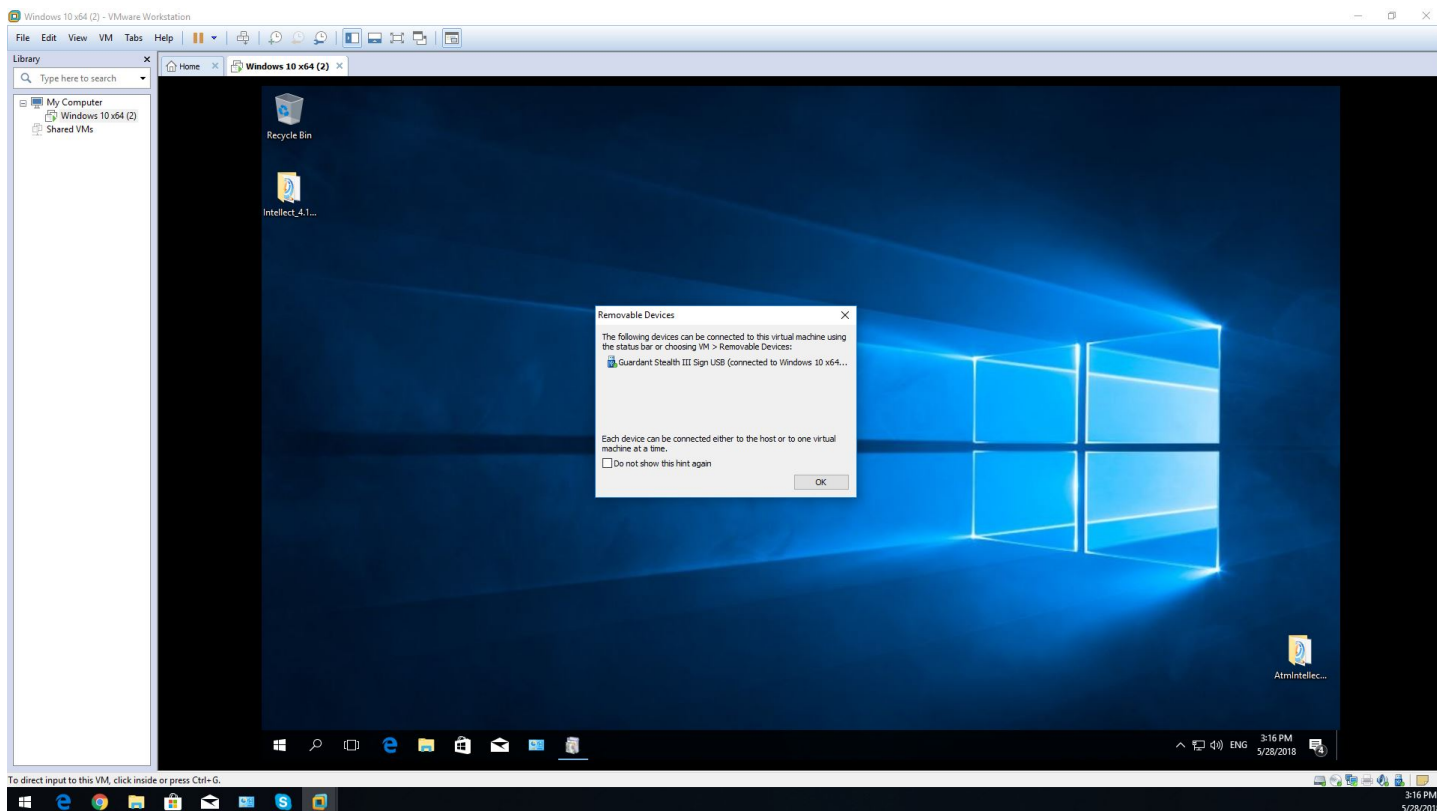 Windows 10 x64 (2) - VMware Workstation
File Edit View VM Tabs Help
Library
Home
Windows 10 x64 (2)
Type here to search
My Computer
Windows 10 x64 (2)
Shared VMs
Recycle Bin
Intellect_4.1...
Removable Devices
The following devices can be connected to this virtual machine using
the status bar or choosing VM > Removable Devices:
Guardant Stealth III Sign USB (connected to Windows 10 x64...
Each device can be connected either to the host or to one virtual
machine at a time.
Do not show this hint again
OK
AtmIntellec...
ENG
3:16 PM
5/28/2018
4
To direct input to this VM, click inside or press Ctrl+G.
3:16 PM
5/28/201